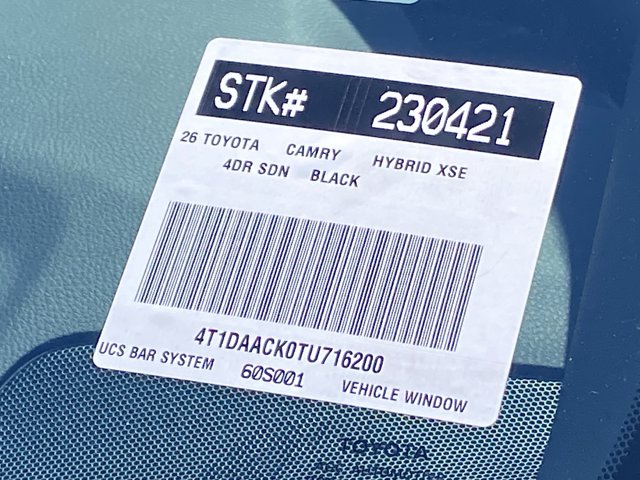 STK# 230421
26 TOYOTA CAMRY HYBRID XSE
4DR SDN BLACK
4T1DAACK0TU716200
UCS BAR SYSTEM 60S001 VEHICLE WINDOW
TOYOTA